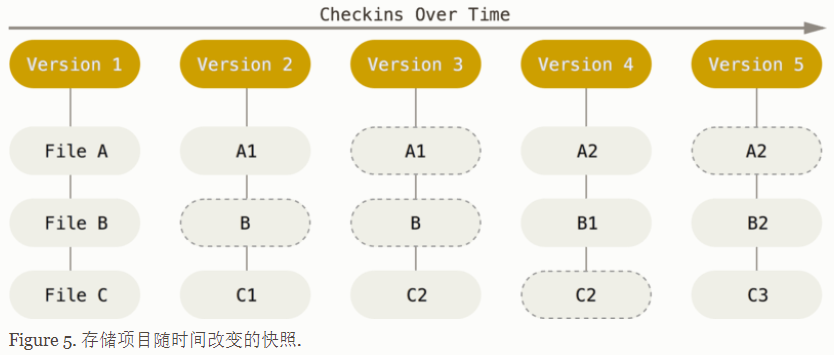 Checkins Over Time
Version 1 Version 2 Version 3 Version 4 Version 5
File A A1 A1 A2 A2
File B B B B1 B2
File C C1 C2 C2 C3
Figure 5. 存储项目随时间改变的快照.